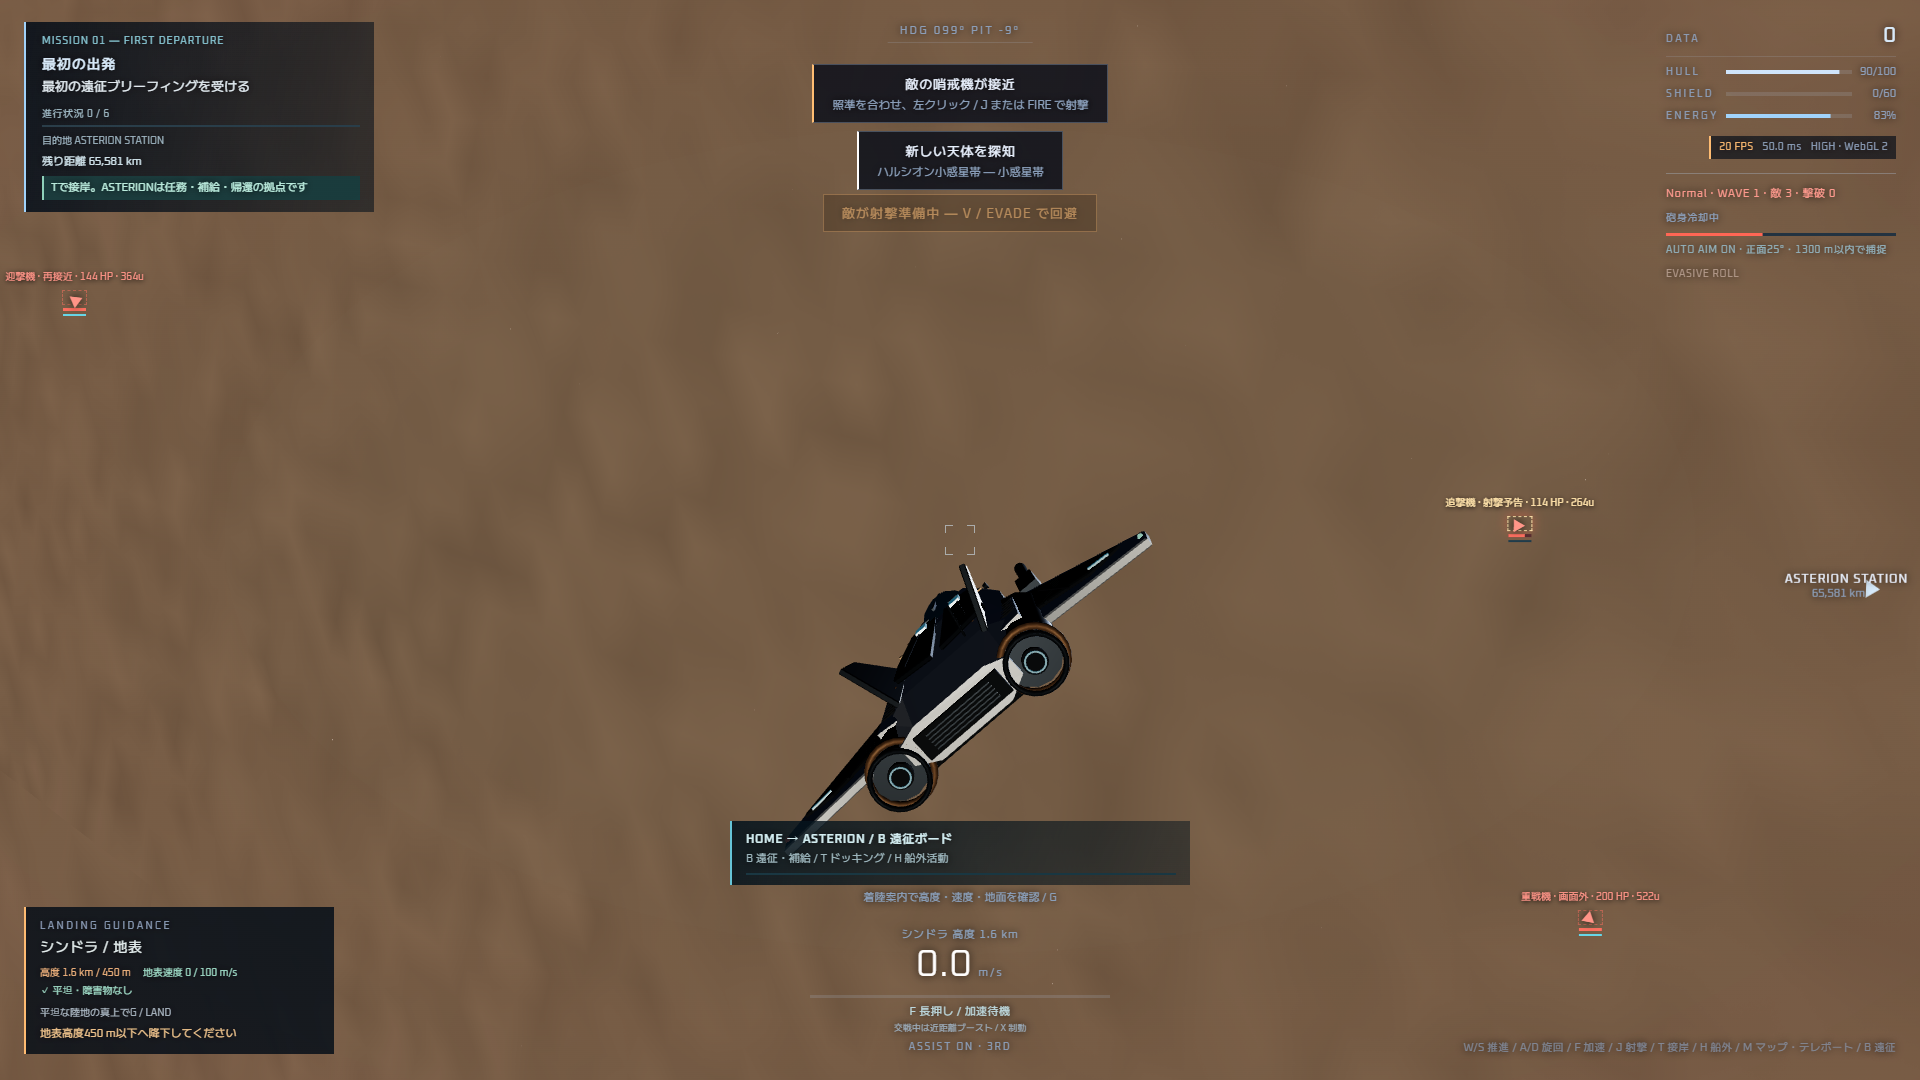 MISSION 01 — FIRST DEPARTURE
最初の出発
最初の遠征ブリーフィングを受ける
進行状況 0 / 6
目的地 ASTERION STATION
残り距離 65,581 km
Tで接岸。ASTERIONは任務・補給・帰還の拠点です
HDG 099° PIT -9°
敵の哨戒機が接近
照準を合わせ、左クリック / J または FIRE で射撃
新しい天体を探知
ハルシオン小惑星帯 — 小惑星帯
敵が射撃準備中 — V / EVADE で回避
DATA 0
HULL 90/100
SHIELD 0/60
ENERGY 83%
20 FPS 50.0 ms HIGH · WebGL 2
Normal · WAVE 1 · 敵 3 · 撃破 0
砲身冷却中
AUTO AIM ON · 正面25° · 1300 m以内で捕捉
EVASIVE ROLL
迎撃機 · 再接近 · 144 HP · 364u
追撃機 · 射撃予告 · 114 HP · 264u
ASTERION STATION
65,581 km
重戦機 · 画面外 · 200 HP · 522u
HOME → ASTERION / B 遠征ボード
B 遠征・補給 / T ドッキング / H 船外活動
着陸案内で高度・速度・地面を確認 / G
シンドラ 高度 1.6 km
0.0 m/s
F 長押し / 加速待機
交戦中は近距離ブースト / X 制動
ASSIST ON · 3RD
LANDING GUIDANCE
シンドラ / 地表
高度 1.6 km / 450 m 地表速度 0 / 100 m/s
✓ 平坦・障害物なし
平坦な陸地の真上でG / LAND
地表高度450 m以下へ降下してください
W/S 推進 / A/D 旋回 / F 加速 / J 射撃 / T 接岸 / H 船外 / M マップ・テレポート / B 遠征